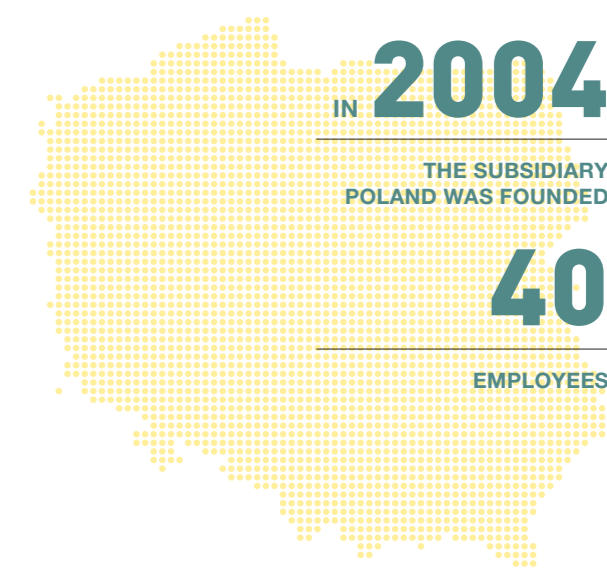 IN 2004
THE SUBSIDIARY
POLAND WAS FOUNDED
40
EMPLOYEES